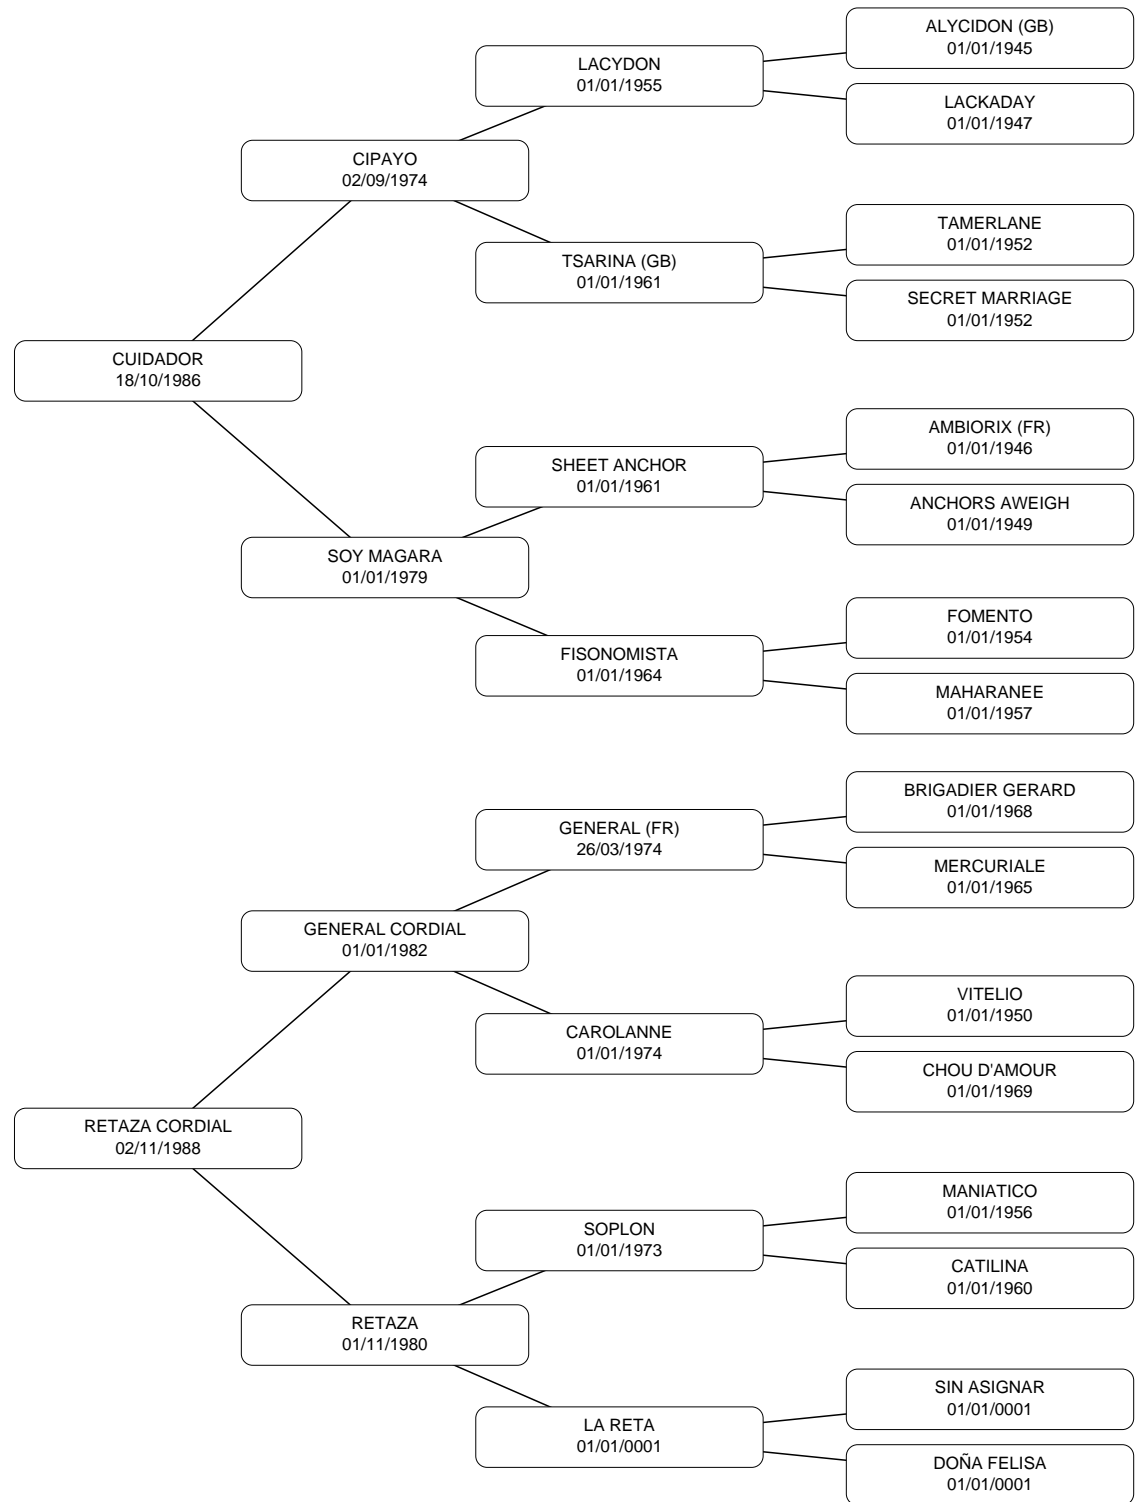 ALYCIDON (GB)
01/01/1945
LACYDON
01/01/1955
LACKADAY
01/01/1947
CIPAYO
02/09/1974
TAMERLANE
01/01/1952
TSARINA (GB)
01/01/1961
SECRET MARRIAGE
01/01/1952
CUIDADOR
18/10/1986
AMBIORIX (FR)
01/01/1946
SHEET ANCHOR
01/01/1961
ANCHORS AWEIGH
01/01/1949
SOY MAGARA
01/01/1979
FOMENTO
01/01/1954
FISONOMISTA
01/01/1964
MAHARANEE
01/01/1957
BRIGADIER GERARD
01/01/1968
GENERAL (FR)
26/03/1974
MERCURIALE
01/01/1965
GENERAL CORDIAL
01/01/1982
VITELIO
01/01/1950
CAROLANNE
01/01/1974
CHOU D'AMOUR
01/01/1969
RETAZA CORDIAL
02/11/1988
MANIATICO
01/01/1956
SOPLON
01/01/1973
CATILINA
01/01/1960
RETAZA
01/11/1980
SIN ASIGNAR
01/01/0001
LA RETA
01/01/0001
DOÑA FELISA
01/01/0001